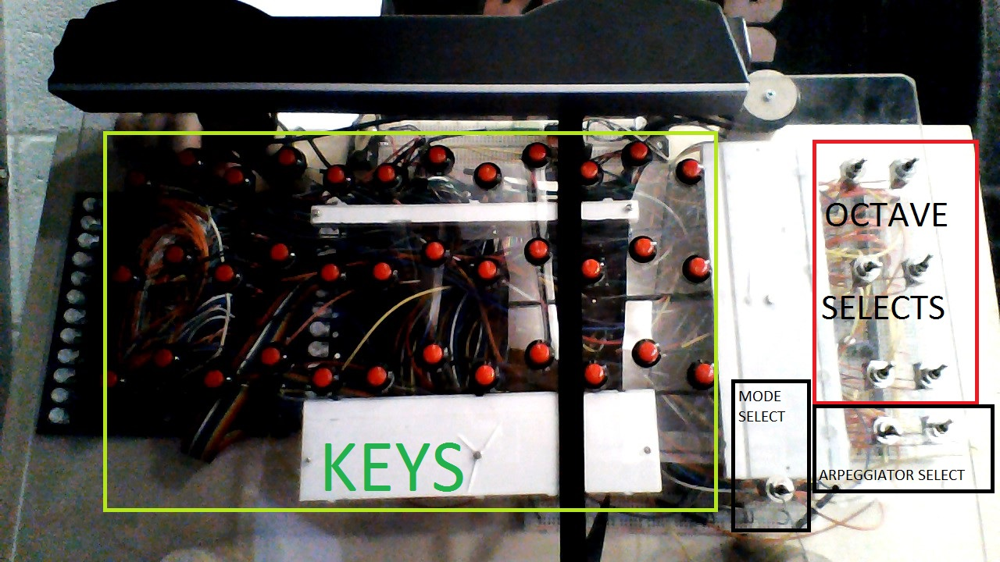 OCTAVE
SELECTS
MODE
SELECT
ARPEGGIATOR SELECT
KEYS